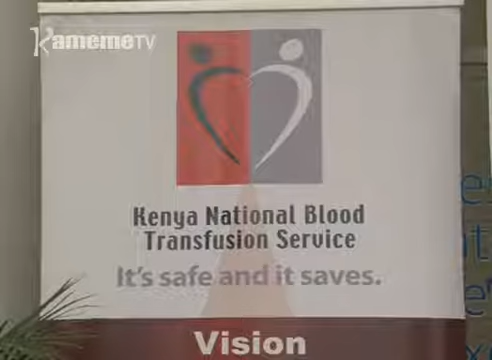 KamemeTV
Kenya National Blood
Transfusion Service
It's safe and it saves.
Vision